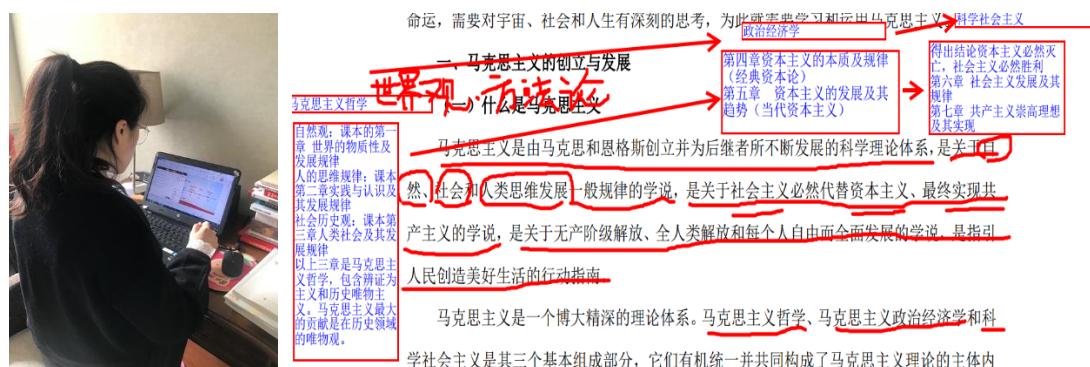 命运，需要对宇宙、社会和人生有深刻的思考，为此就需要学习和运用马克思主义。
科学社会主义
政治经济学
一、马克思主义的创立与发展
世界观 方法论
第四章资本主义的本质及规律
（经典资本论）
第五章 资本主义的发展及其
趋势（当代资本主义）
得出结论资本主义必然灭
亡，社会主义必然胜利
第六章 社会主义发展及其
规律
第七章 共产主义崇高理想
及其实现
马克思主义哲学
（一）什么是马克思主义
自然观：课本的第一
章 世界的物质性及
发展规律
人的思维规律：课本
第二章实践与认识及
其发展规律
社会历史观：课本第
三章人类社会及其发
展规律
以上三章是马克思主
义哲学，包含辨证为
主义和历史唯物主
义。马克思主义最大
的贡献是在历史领域
的唯物观。
马克思主义是由马克思和恩格斯创立并为后继者所不断发展的科学理论体系，是关于自
然、社会和人类思维发展一般规律的学说，是关于社会主义必然代替资本主义、最终实现共
产主义的学说，是关于无产阶级解放、全人类解放和每个人自由而全面发展的学说，是指引
人民创造美好生活的行动指南
马克思主义是一个博大精深的理论体系。马克思主义哲学、马克思主义政治经济学和科
学社会主义是其三个基本组成部分，它们有机统一并共同构成了马克思主义理论的主体内